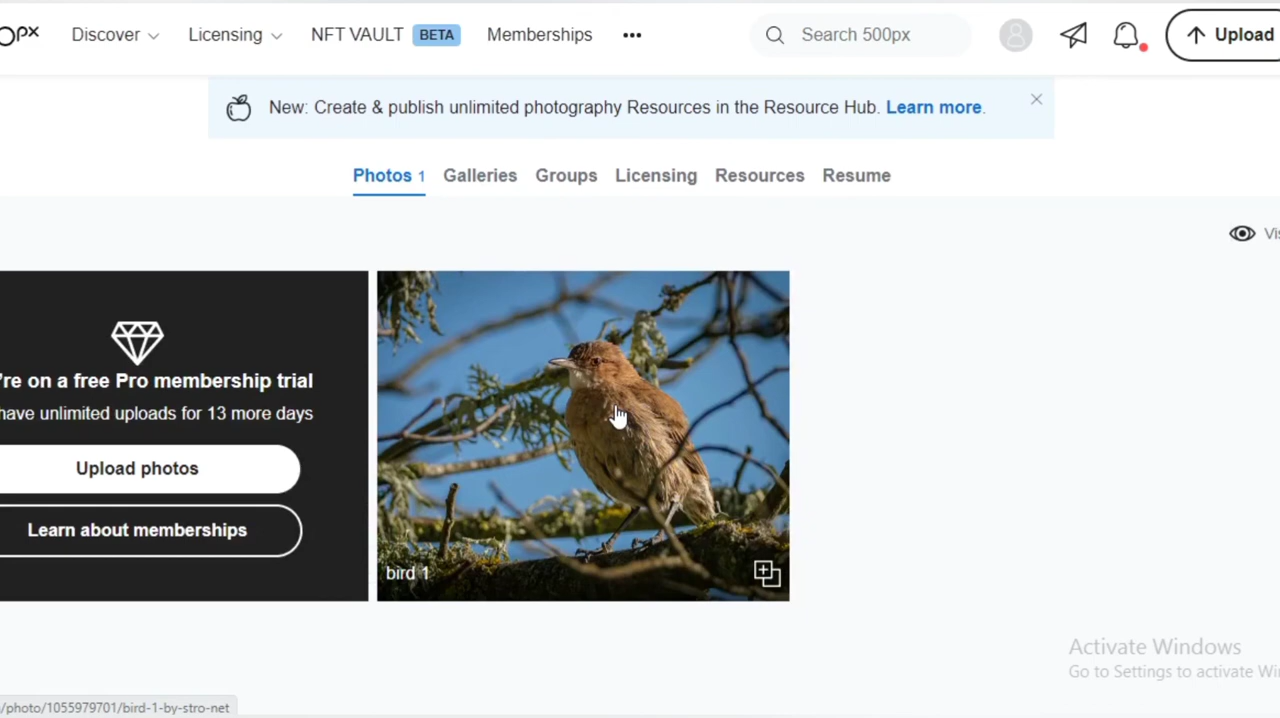 Discover Licensing NFT VAULT BETA Memberships ••• Search 500px Upload
New: Create & publish unlimited photography Resources in the Resource Hub. Learn more.
Photos 1 Galleries Groups Licensing Resources Resume
're on a free Pro membership trial
have unlimited uploads for 13 more days
Upload photos
Learn about memberships
bird 1
Activate Windows
Go to Settings to activate
/photo/1055979701/bird-1-by-stro-net